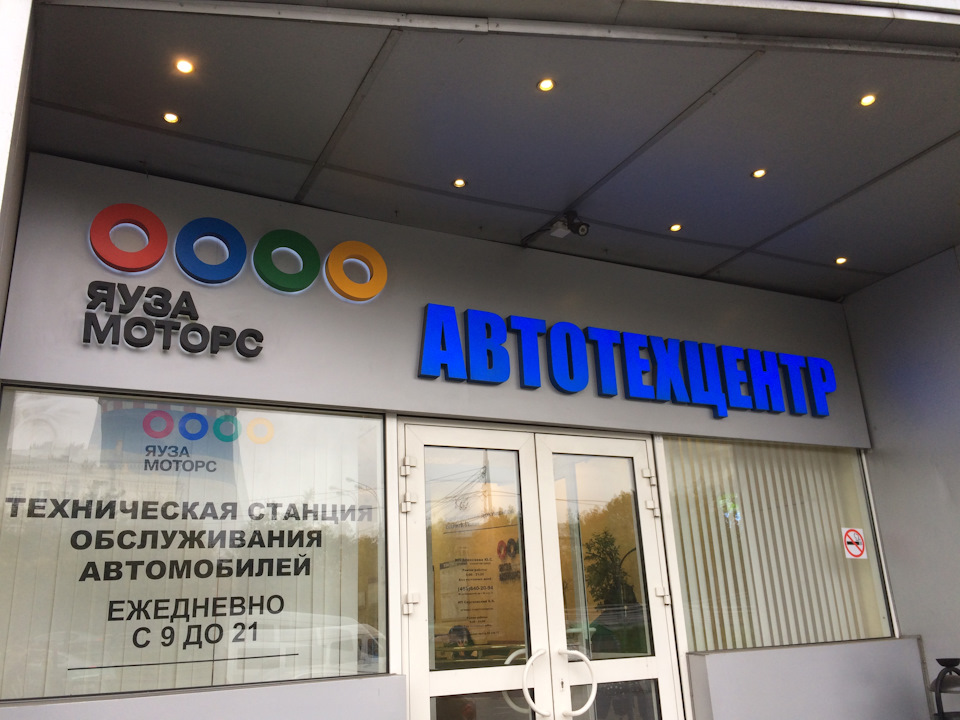 ЯУЗА
МОТОРС
АВТОТЕХЦЕНТР
ЯУЗА
МОТОРС
ТЕХНИЧЕСКАЯ СТАНЦИЯ
ОБСЛУЖИВАНИЯ
АВТОМОБИЛЕЙ
ЕЖЕДНЕВНО
С 9 ДО 21